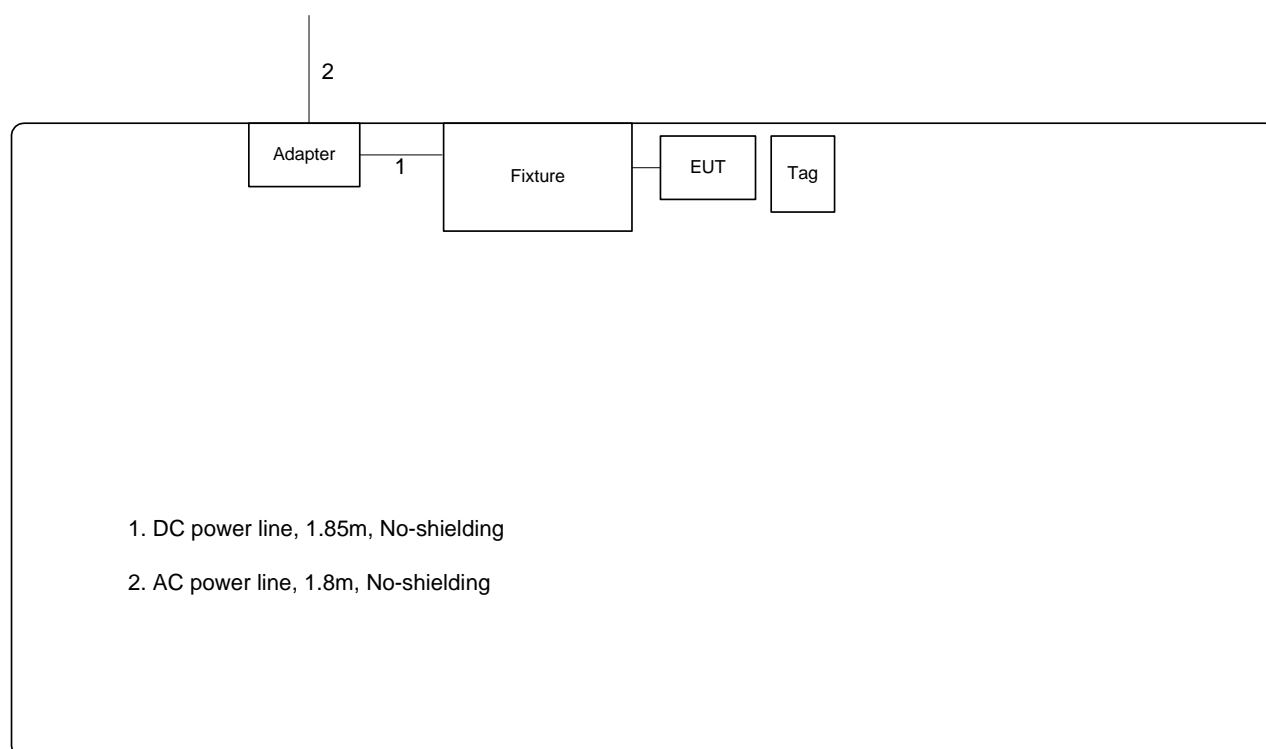 2
Adapter
1
Fixture
EUT
Tag
1. DC power line, 1.85m, No-shielding
2. AC power line, 1.8m, No-shielding